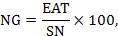 NG = EAT / SN × 100,